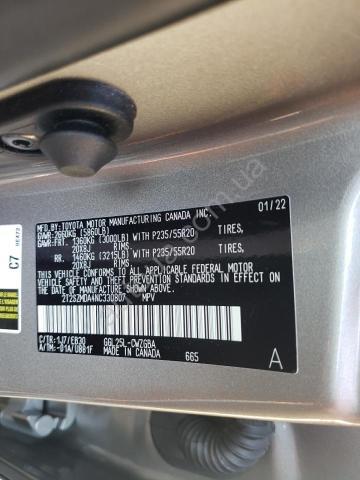 MFD. BY: TOYOTA MOTOR MANUFACTURING CANADA INC. 01/22
GVWR: 2660KG (5860LB)
GAWR: FRT. 1360KG (3000LB) WITH P235/55R20 TIRES,
20X8J RIMS,
RR. 1460KG (3215LB) WITH P235/55R20 TIRES,
20X8J RIMS,
THIS VEHICLE CONFORMS TO ALL APPLICABLE FEDERAL MOTOR
VEHICLE SAFETY, BUMPER, AND THEFT PREVENTION STANDARDS
IN EFFECT ON THE DATE OF MANUFACTURE SHOWN ABOVE.
2T2SZMDA4NC330807 MPV
C/TR: 1J7/EB30 GGL25L-CWZGBA
A/TM: -01A/U881F MADE IN CANADA 665
A
C7